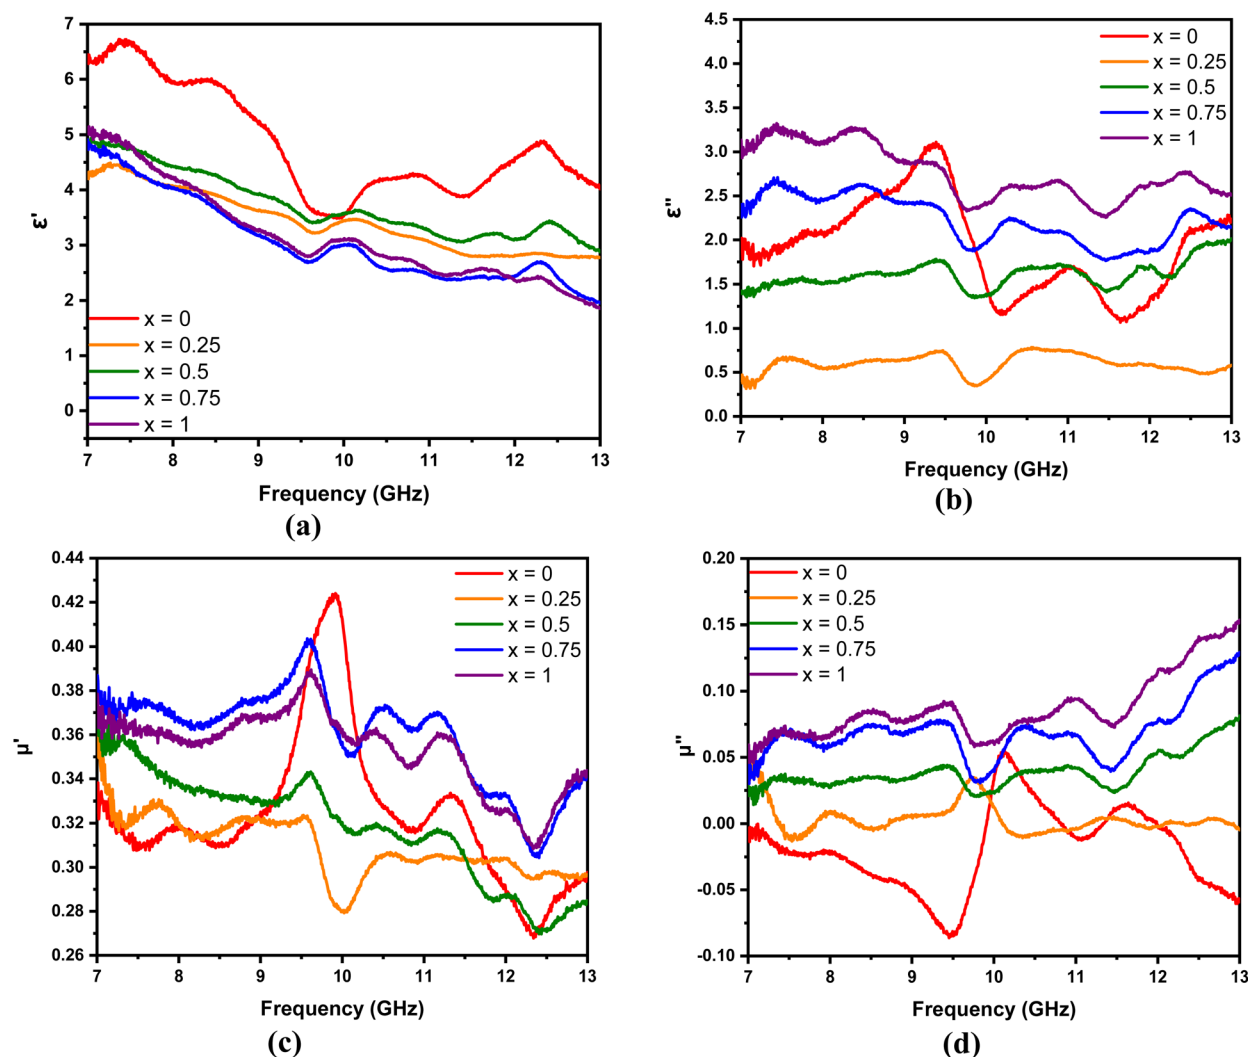 7
6
5
4
3
2
1
0
ε'
x = 0
x = 0.25
x = 0.5
x = 0.75
x = 1
7 8 9 10 11 12 13
Frequency (GHz)
(a)
4.5
4.0
3.5
3.0
2.5
2.0
1.5
1.0
0.5
0.0
ε"
x = 0
x = 0.25
x = 0.5
x = 0.75
x = 1
7 8 9 10 11 12 13
Frequency (GHz)
(b)
0.44
0.42
0.40
0.38
0.36
0.34
0.32
0.30
0.28
0.26
μ'
x = 0
x = 0.25
x = 0.5
x = 0.75
x = 1
7 8 9 10 11 12 13
Frequency (GHz)
(c)
0.20
0.15
0.10
0.05
0.00
-0.05
-0.10
μ"
x = 0
x = 0.25
x = 0.5
x = 0.75
x = 1
7 8 9 10 11 12 13
Frequency (GHz)
(d)